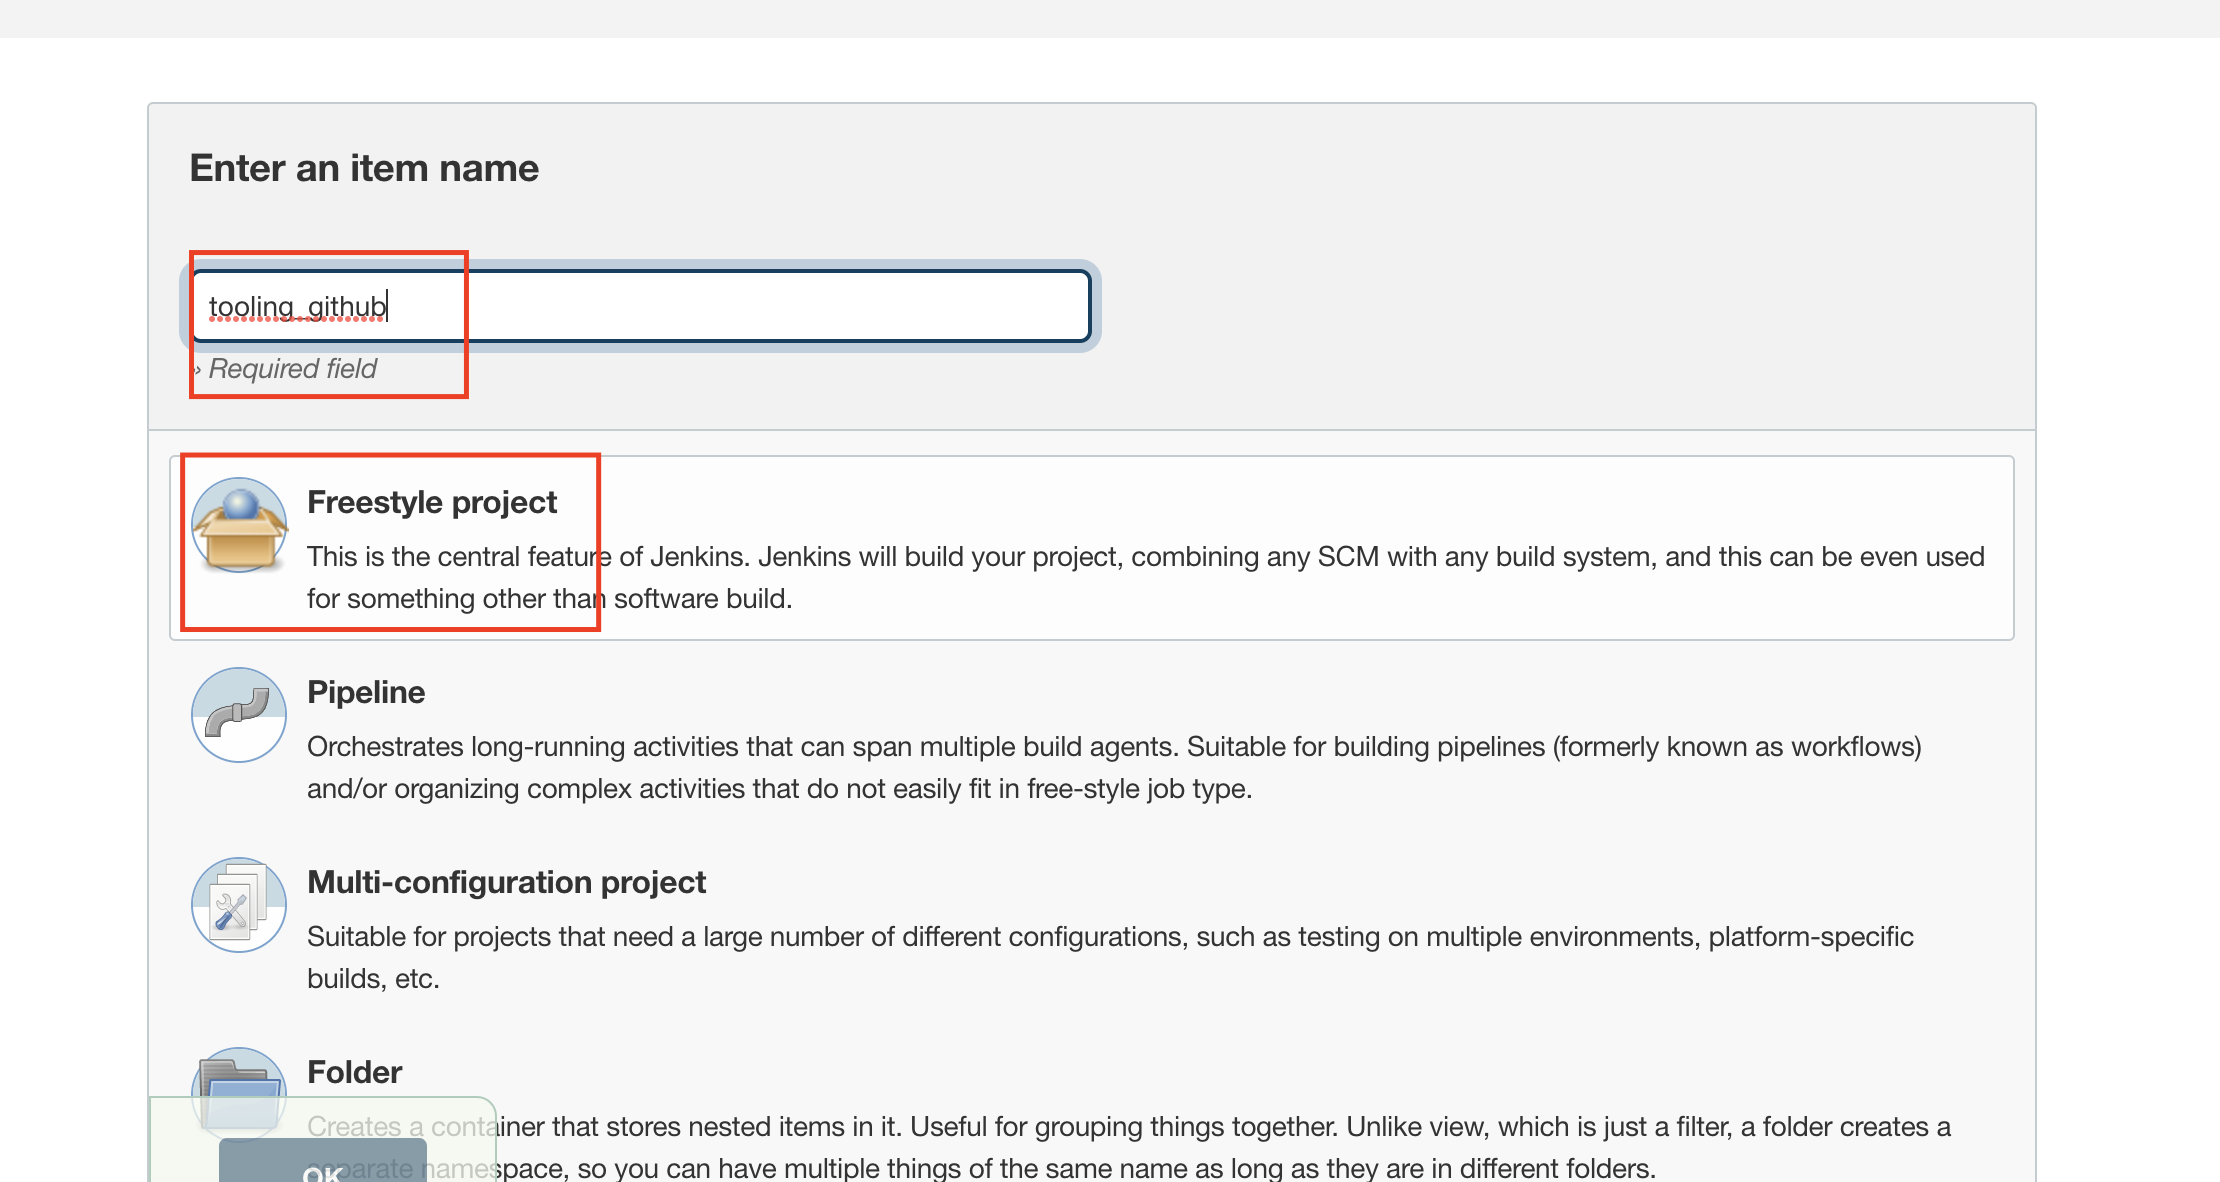 Enter an item name
tooling_github
» Required field
Freestyle project
This is the central feature of Jenkins. Jenkins will build your project, combining any SCM with any build system, and this can be even used
for something other than software build.
Pipeline
Orchestrates long-running activities that can span multiple build agents. Suitable for building pipelines (formerly known as workflows)
and/or organizing complex activities that do not easily fit in free-style job type.
Multi-configuration project
Suitable for projects that need a large number of different configurations, such as testing on multiple environments, platform-specific
builds, etc.
Folder
Creates a container that stores nested items in it. Useful for grouping things together. Unlike view, which is just a filter, a folder creates a
separate namespace, so you can have multiple things of the same name as long as they are in different folders.
OK